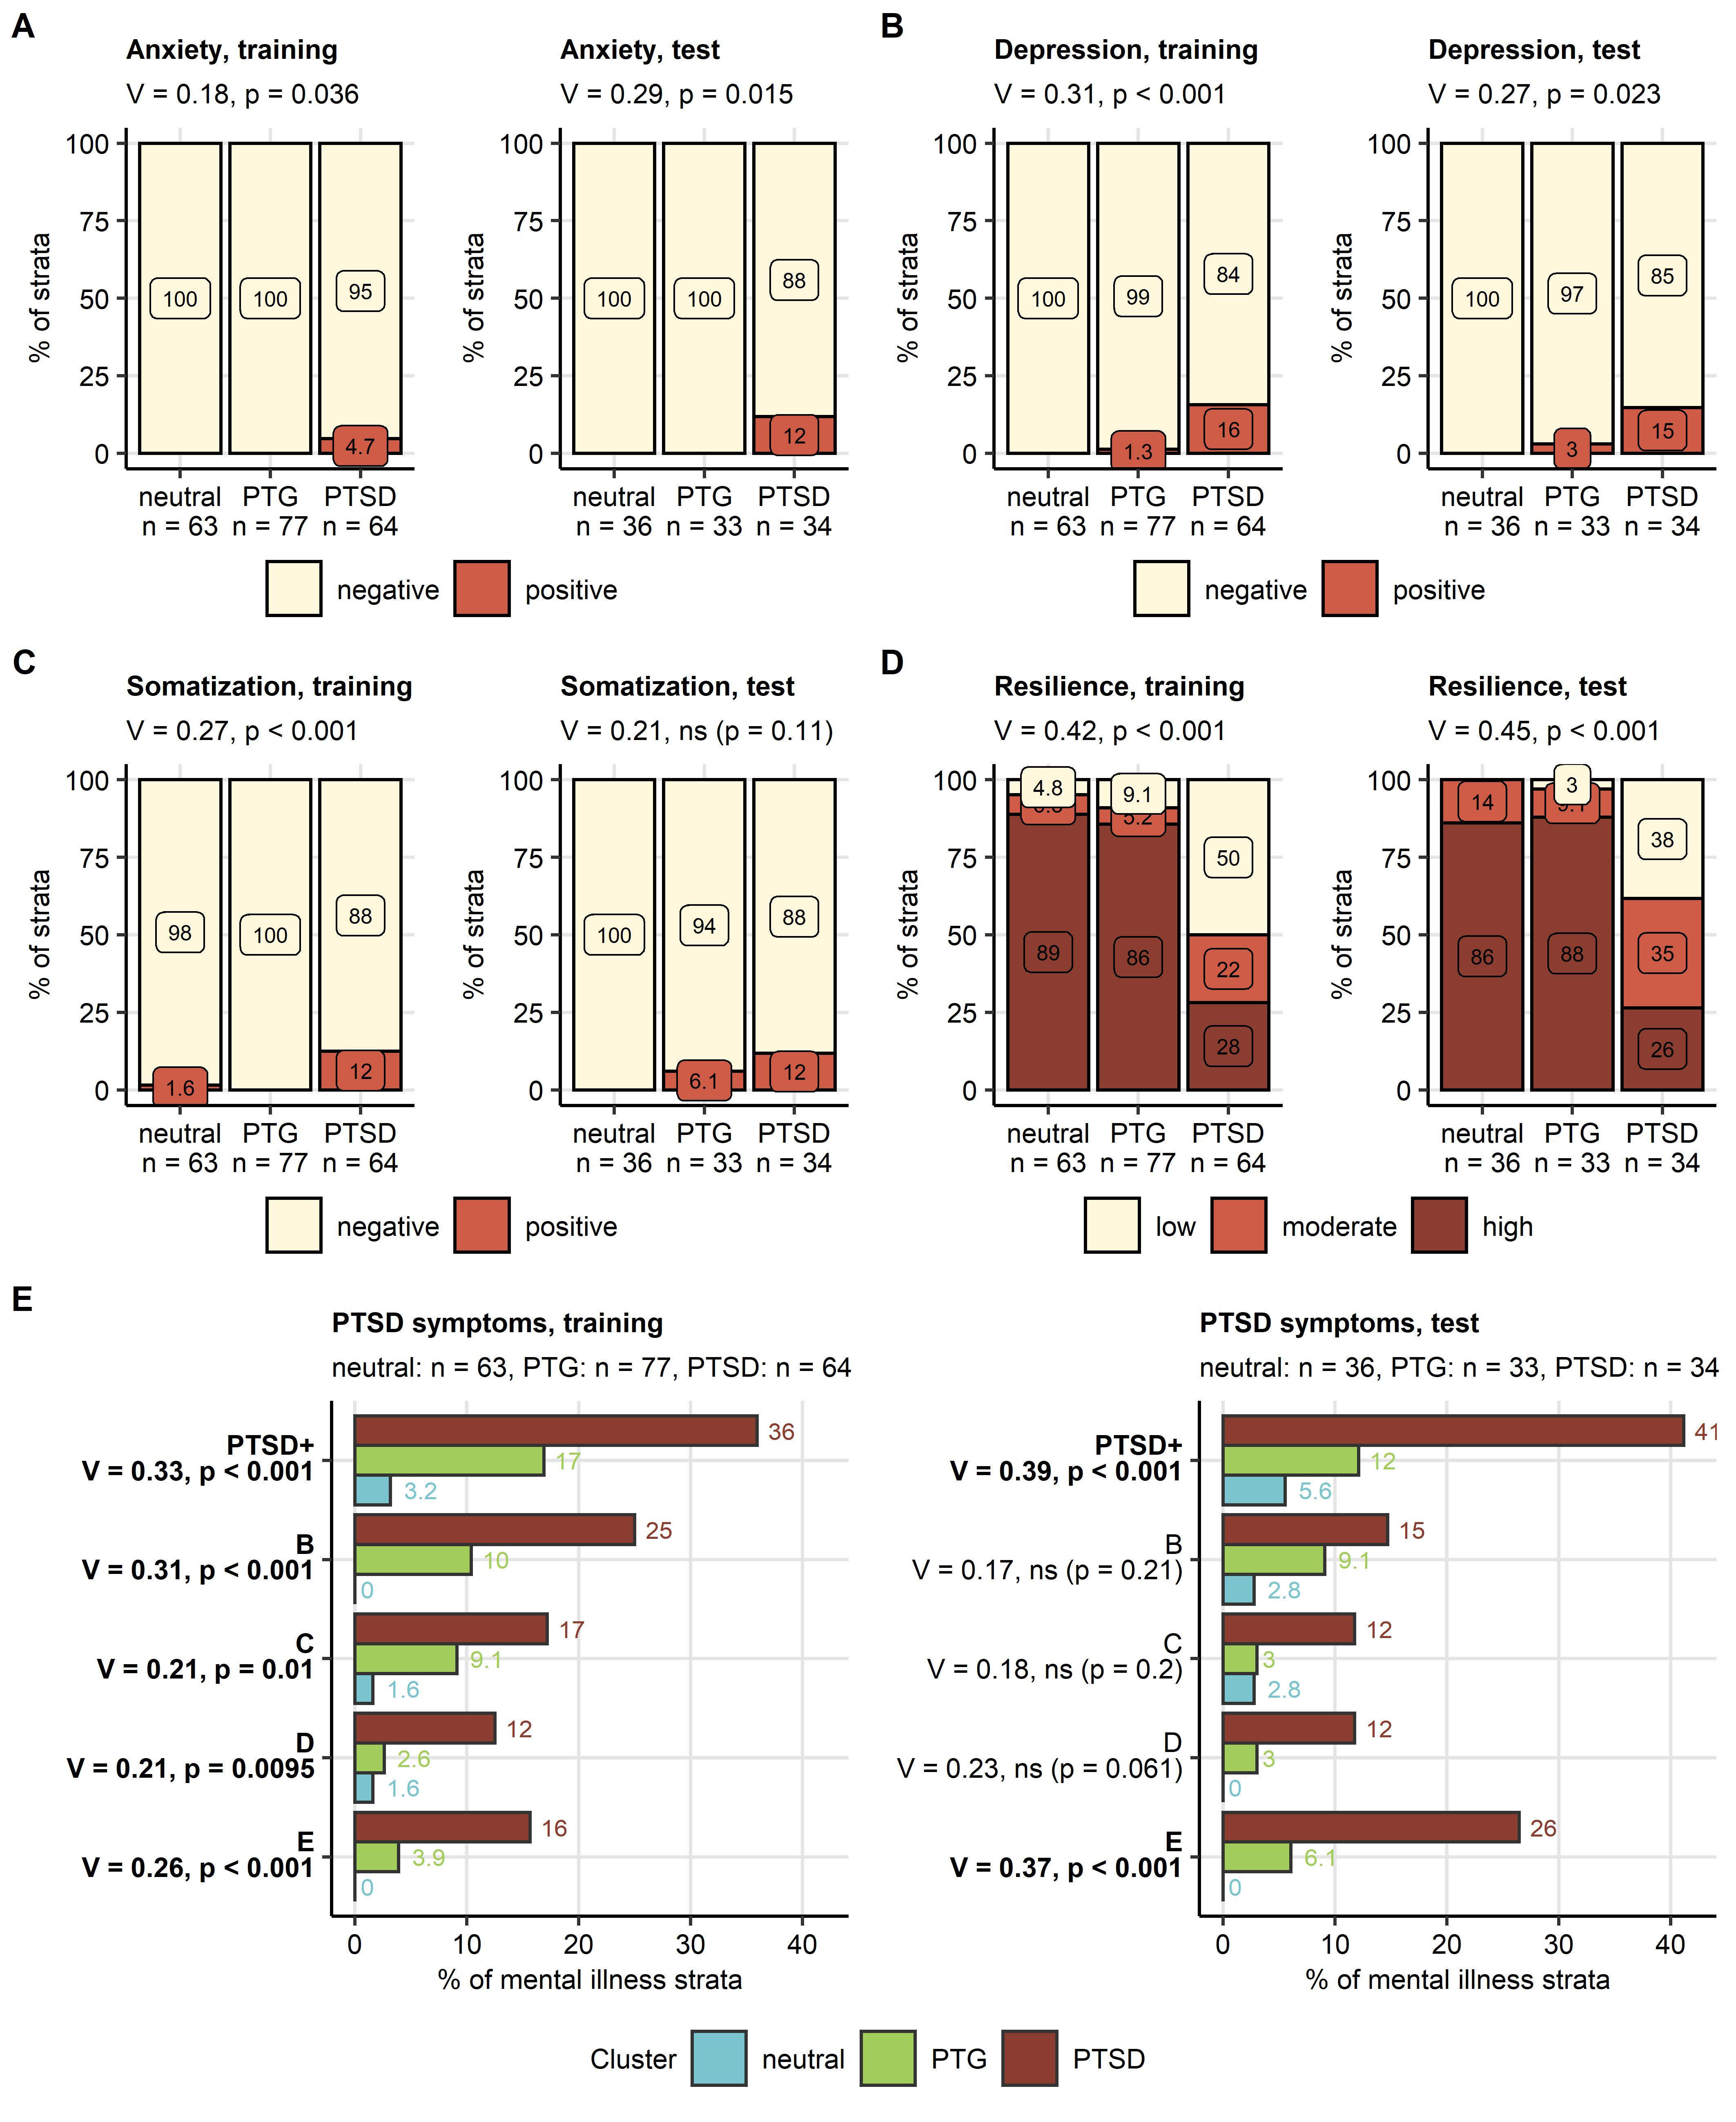 A
Anxiety, training
V = 0.18, p = 0.036
% of strata
100
75
50
25
0
100
100
95
4.7
neutral PTG PTSD
n = 63 n = 77 n = 64
Anxiety, test
V = 0.29, p = 0.015
% of strata
100
75
50
25
0
100
100
88
12
neutral PTG PTSD
n = 36 n = 33 n = 34
negative positive
B
Depression, training
V = 0.31, p < 0.001
% of strata
100
75
50
25
0
100
99
1.3
84
16
neutral PTG PTSD
n = 63 n = 77 n = 64
Depression, test
V = 0.27, p = 0.023
% of strata
100
75
50
25
0
100
97
3
85
15
neutral PTG PTSD
n = 36 n = 33 n = 34
negative positive
C
Somatization, training
V = 0.27, p < 0.001
% of strata
100
75
50
25
0
98
1.6
100
88
12
neutral PTG PTSD
n = 63 n = 77 n = 64
Somatization, test
V = 0.21, ns (p = 0.11)
% of strata
100
75
50
25
0
100
94
6.1
88
12
neutral PTG PTSD
n = 36 n = 33 n = 34
negative positive
D
Resilience, training
V = 0.42, p < 0.001
% of strata
100
75
50
25
0
4.8
89
9.1
5.2
86
50
22
28
neutral PTG PTSD
n = 63 n = 77 n = 64
Resilience, test
V = 0.45, p < 0.001
% of strata
100
75
50
25
0
14
86
3
9.1
88
38
35
26
neutral PTG PTSD
n = 36 n = 33 n = 34
low moderate high
E
PTSD symptoms, training
neutral: n = 63, PTG: n = 77, PTSD: n = 64
PTSD+
V = 0.33, p < 0.001
36
17
3.2
B
V = 0.31, p < 0.001
25
10
0
C
V = 0.21, p = 0.01
17
9.1
1.6
D
V = 0.21, p = 0.0095
12
2.6
1.6
E
V = 0.26, p < 0.001
16
3.9
0
0 10 20 30 40
% of mental illness strata
PTSD symptoms, test
neutral: n = 36, PTG: n = 33, PTSD: n = 34
PTSD+
V = 0.39, p < 0.001
41
12
5.6
B
V = 0.17, ns (p = 0.21)
15
9.1
2.8
C
V = 0.18, ns (p = 0.2)
12
3
2.8
D
V = 0.23, ns (p = 0.061)
12
3
0
E
V = 0.37, p < 0.001
26
6.1
0
0 10 20 30 40
% of mental illness strata
Cluster neutral PTG PTSD